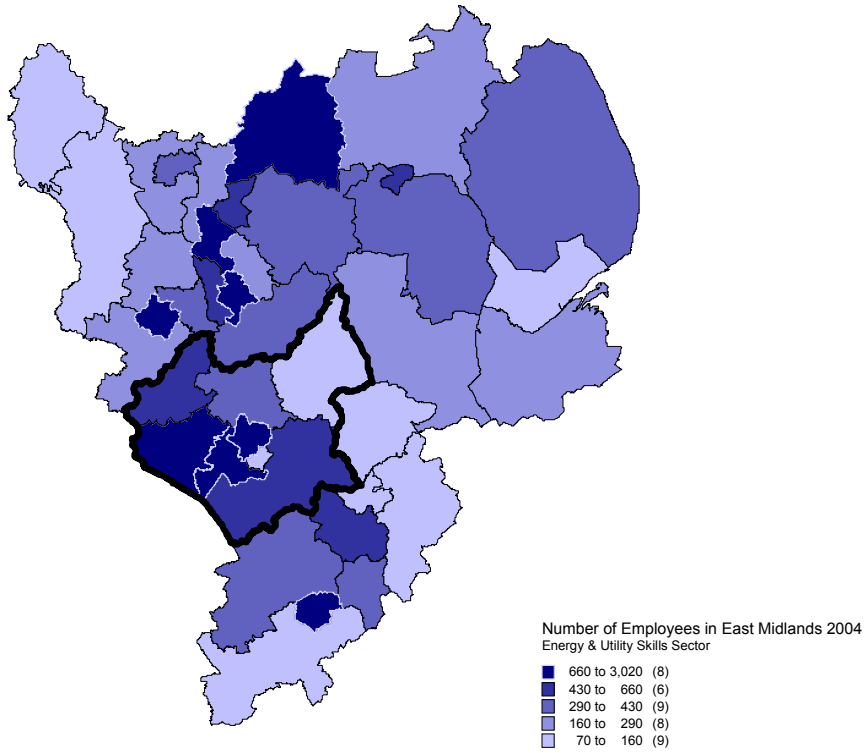 Number of Employees in East Midlands 2004
Energy & Utility Skills Sector
660 to 3,020 (8)
430 to 660 (6)
290 to 430 (9)
160 to 290 (8)
70 to 160 (9)